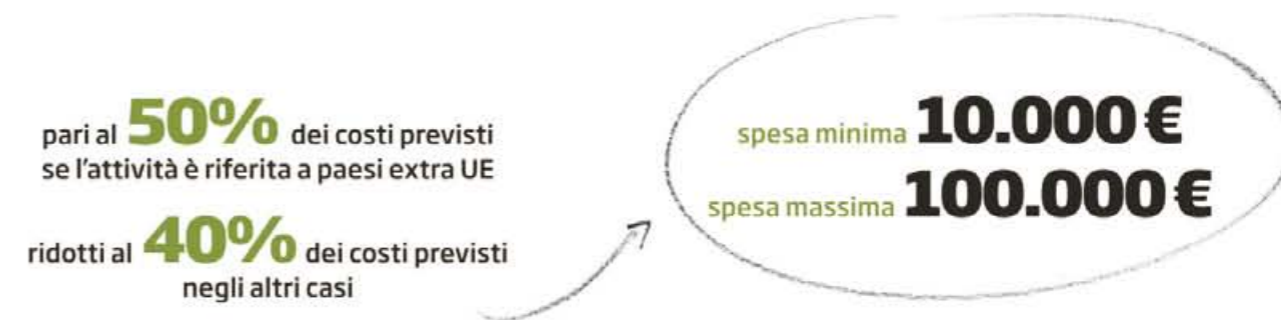 pari al 50% dei costi previsti
se l'attività è riferita a paesi extra UE
ridotti al 40% dei costi previsti
negli altri casi
spesa minima 10.000 €
spesa massima 100.000 €